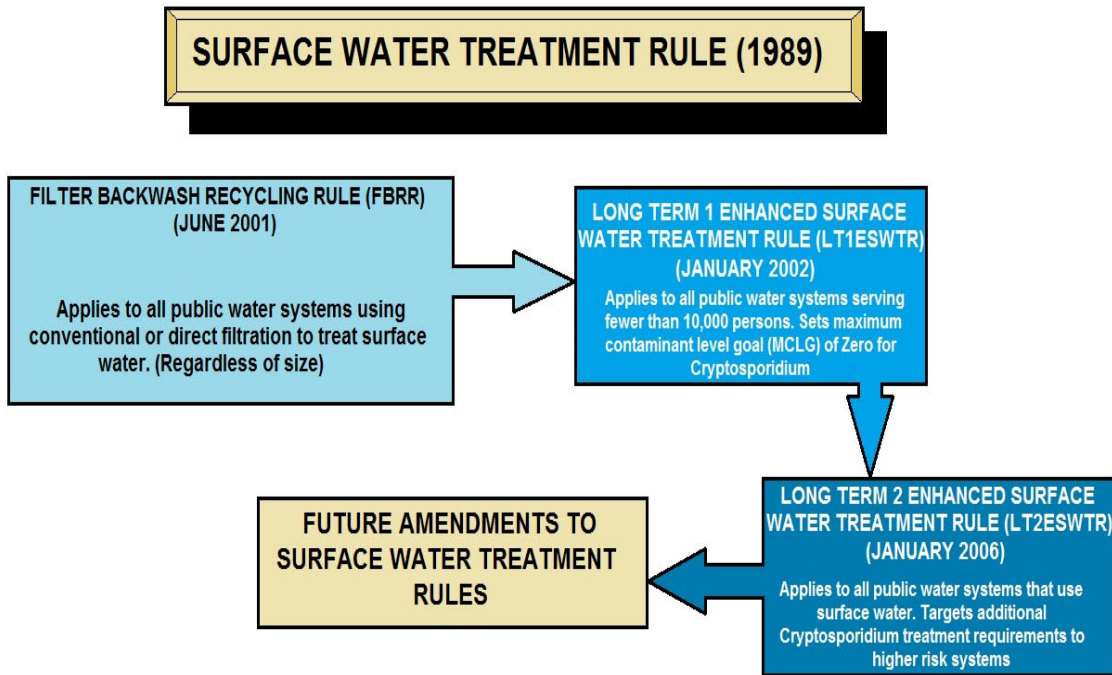 SURFACE WATER TREATMENT RULE (1989)
FILTER BACKWASH RECYCLING RULE (FBRR)
(JUNE 2001)
Applies to all public water systems using
conventional or direct filtration to treat surface
water. (Regardless of size)
LONG TERM 1 ENHANCED SURFACE
WATER TREATMENT RULE (LT1ESWTR)
(JANUARY 2002)
Applies to all public water systems serving
fewer than 10,000 persons. Sets maximum
contaminant level goal (MCLG) of Zero for
Cryptosporidium
LONG TERM 2 ENHANCED SURFACE
WATER TREATMENT RULE (LT2ESWTR)
(JANUARY 2006)
Applies to all public water systems that use
surface water. Targets additional
Cryptosporidium treatment requirements to
higher risk systems
FUTURE AMENDMENTS TO
SURFACE WATER TREATMENT
RULES